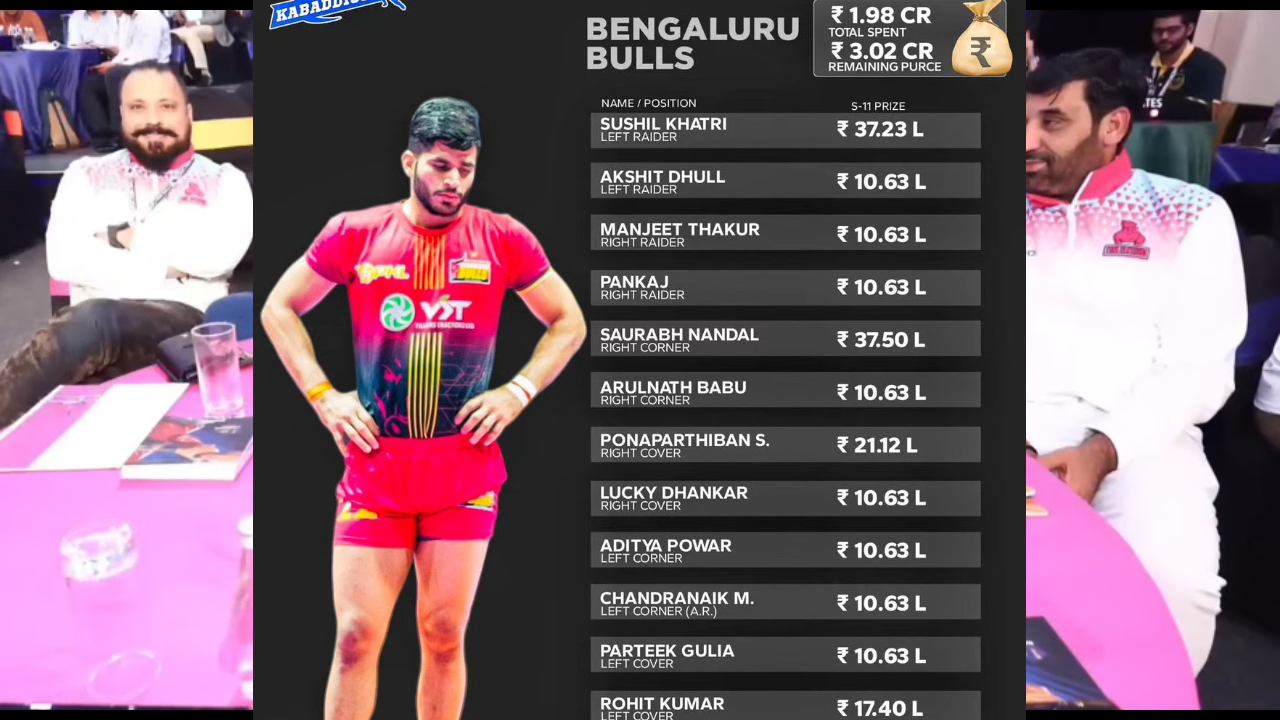 KABADDI
BENGALURU
BULLS
₹ 1.98 CR
TOTAL SPENT
₹ 3.02 CR
REMAINING PURCE
₹
NAME / POSITION S-11 PRIZE
SUSHIL KHATRI ₹ 37.23 L
LEFT RAIDER
AKSHIT DHULL ₹ 10.63 L
LEFT RAIDER
MANJEET THAKUR ₹ 10.63 L
RIGHT RAIDER
PANKAJ ₹ 10.63 L
RIGHT RAIDER
SAURABH NANDAL ₹ 37.50 L
RIGHT CORNER
ARULNATH BABU ₹ 10.63 L
RIGHT CORNER
PONAPARTHIBAN S. ₹ 21.12 L
RIGHT COVER
LUCKY DHANKAR ₹ 10.63 L
RIGHT COVER
ADITYA POWAR ₹ 10.63 L
LEFT CORNER
CHANDRANAIK M. ₹ 10.63 L
LEFT CORNER (A.R.)
PARTEEK GULIA ₹ 10.63 L
LEFT COVER
ROHIT KUMAR ₹ 17.40 L
LEFT COVER
PKL
BULLS
VST